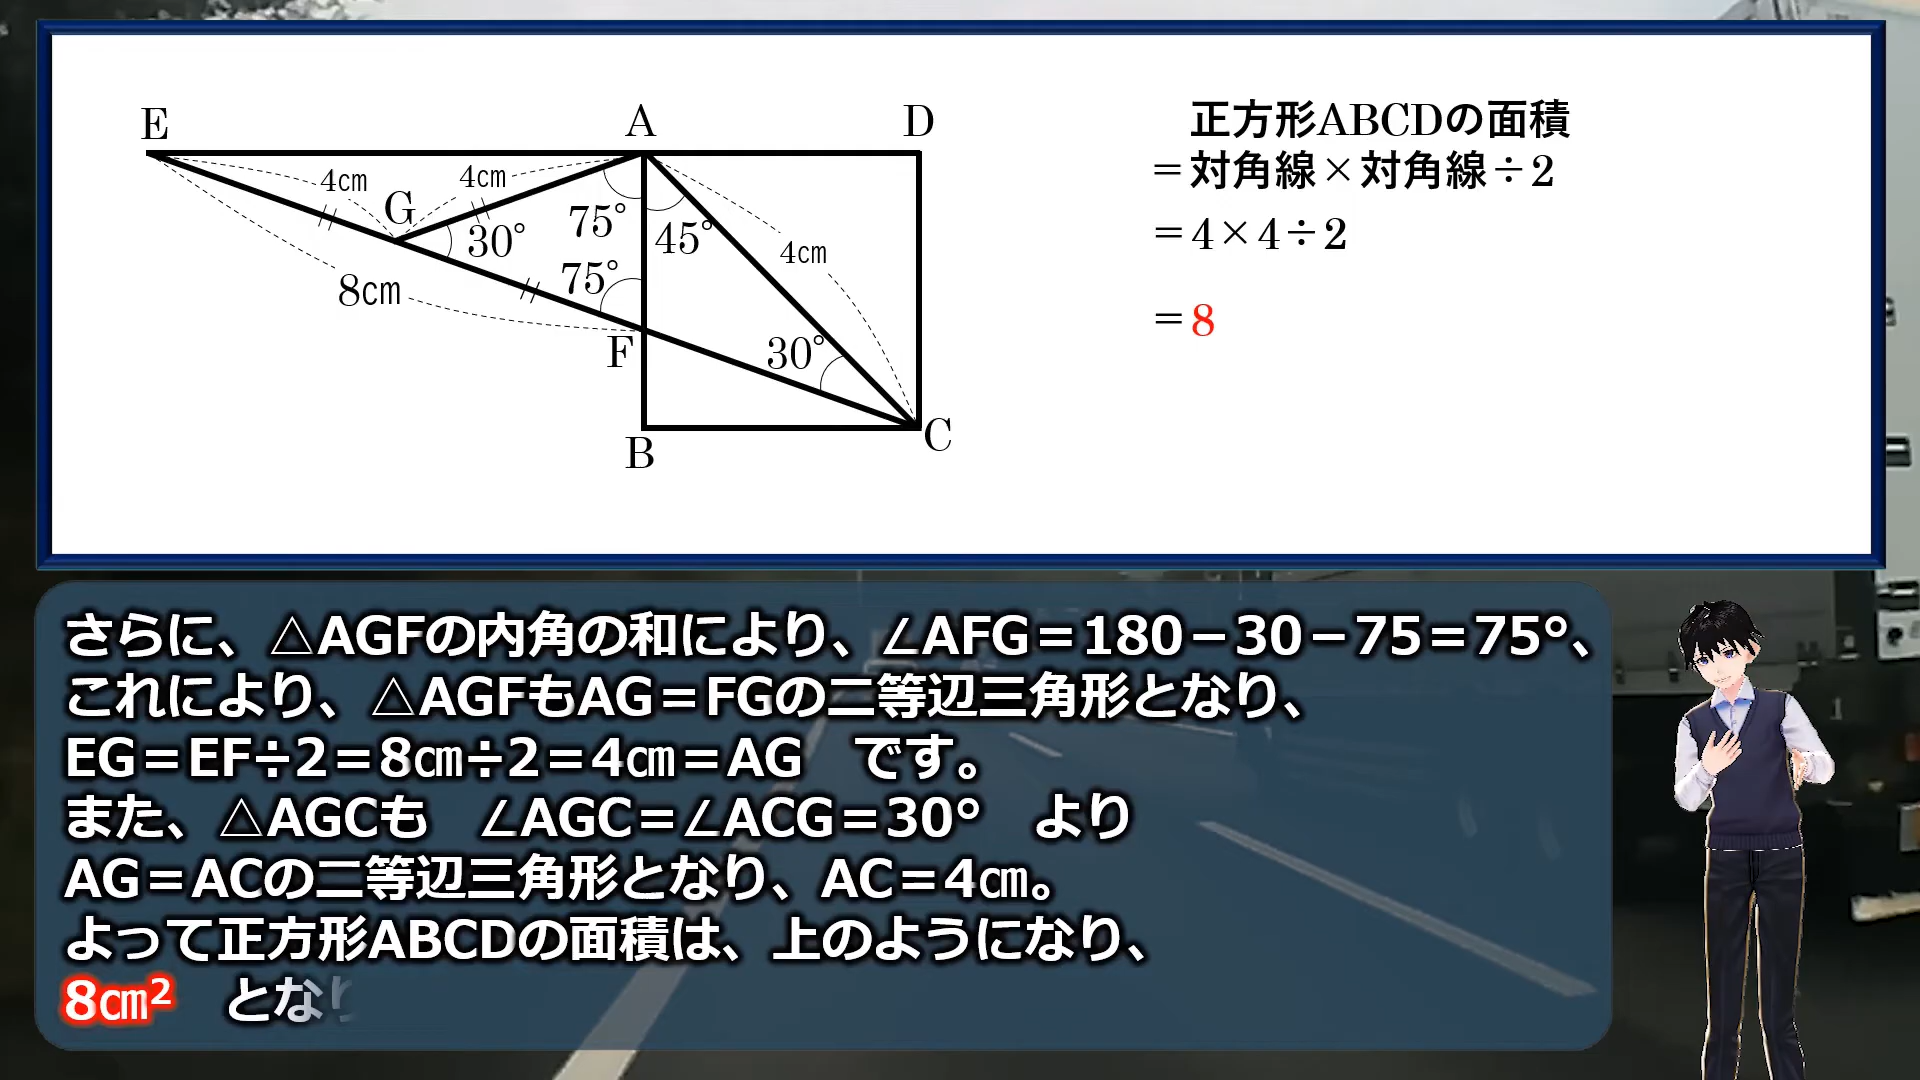 E
A
D
4㎝
4㎝
G
30°
75°
45°
4㎝
75°
8㎝
F
30°
B
C
正方形ABCDの面積
＝対角線×対角線÷2
＝4×4÷2
＝8
さらに、△AGFの内角の和により、∠AFG＝180－30－75＝75°、
これにより、△AGFもAG＝FGの二等辺三角形となり、
EG＝EF÷2＝8㎝÷2＝4㎝＝AG　です。
また、△AGCも　∠AGC＝∠ACG＝30°　より
AG＝ACの二等辺三角形となり、AC＝4㎝。
よって正方形ABCDの面積は、上のようになり、
8㎝²　となり